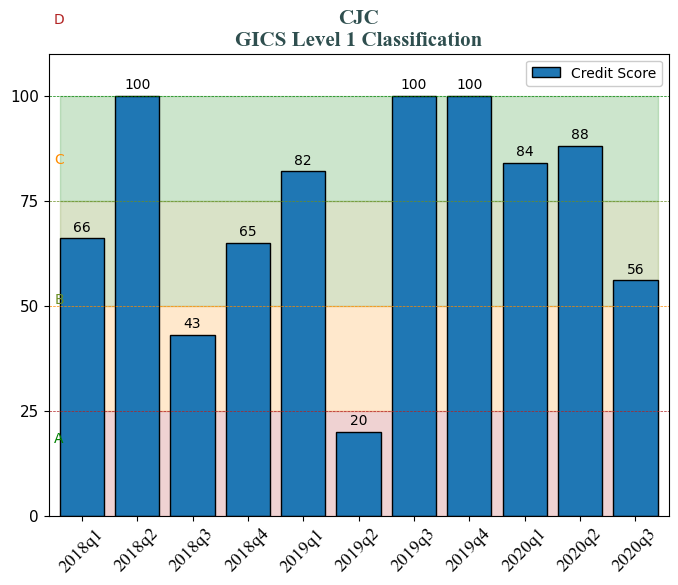 D
CJC
GICS Level 1 Classification
Credit Score
100
75
50
25
0
C
B
A
66
100
43
65
82
20
100
100
84
88
56
2018q1
2018q2
2018q3
2018q4
2019q1
2019q2
2019q3
2019q4
2020q1
2020q2
2020q3